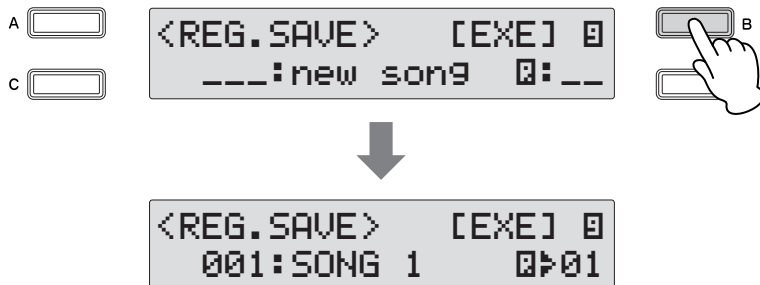 A
B
<REG.SAVE> [EXE]
___:new song :__
C
<REG.SAVE> [EXE]
001:SONG 1 01